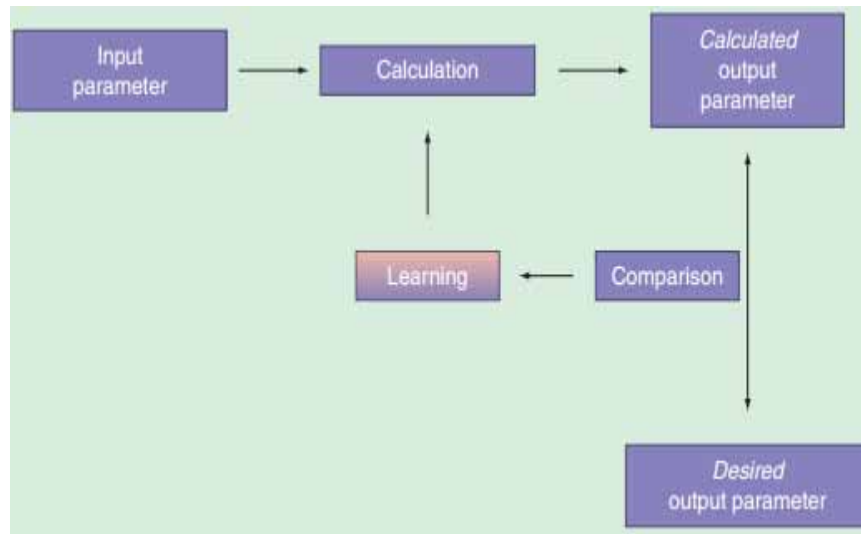 Input
parameter
Calculation
Calculated
output
parameter
Learning
Comparison
Desired
output parameter